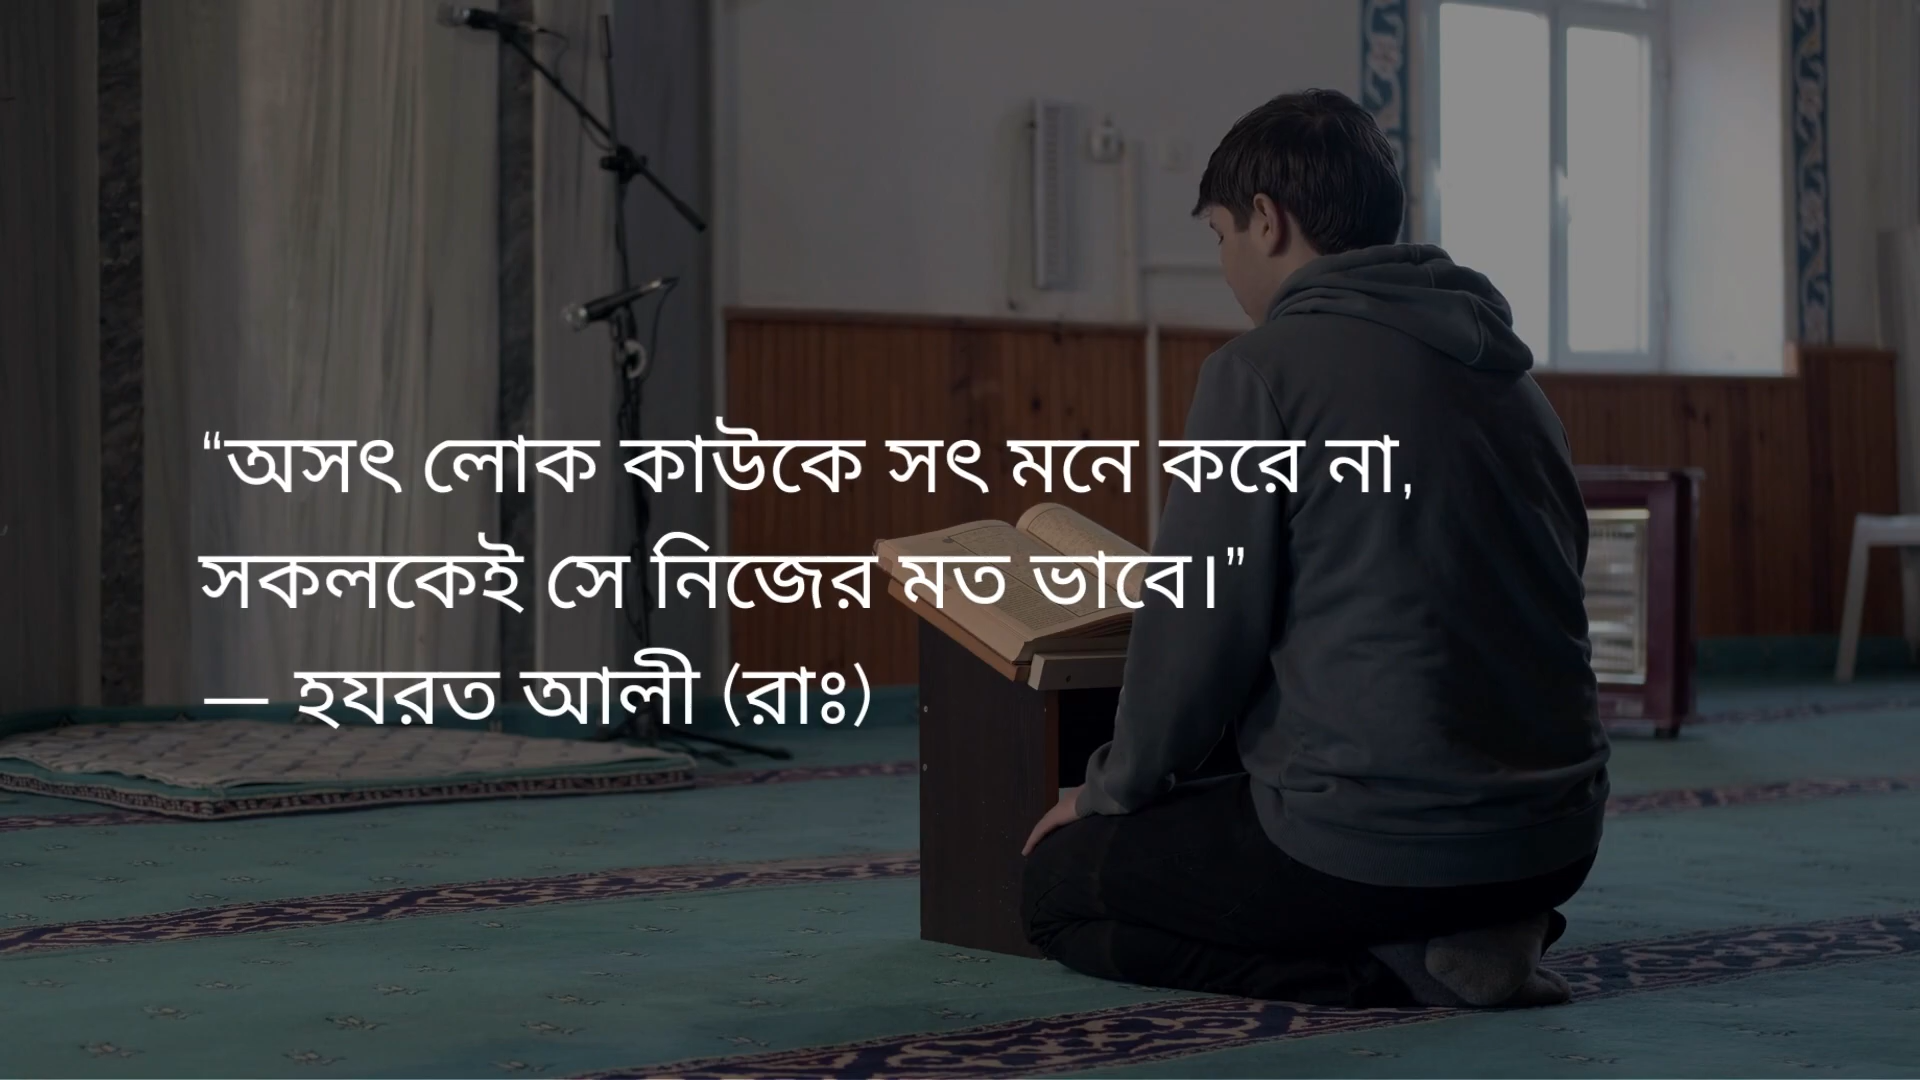 “অসৎ লোক কাউকে সৎ মনে করে না,
সকলকেই সে নিজের মত ভাবে।”
— হযরত আলী (রাঃ)